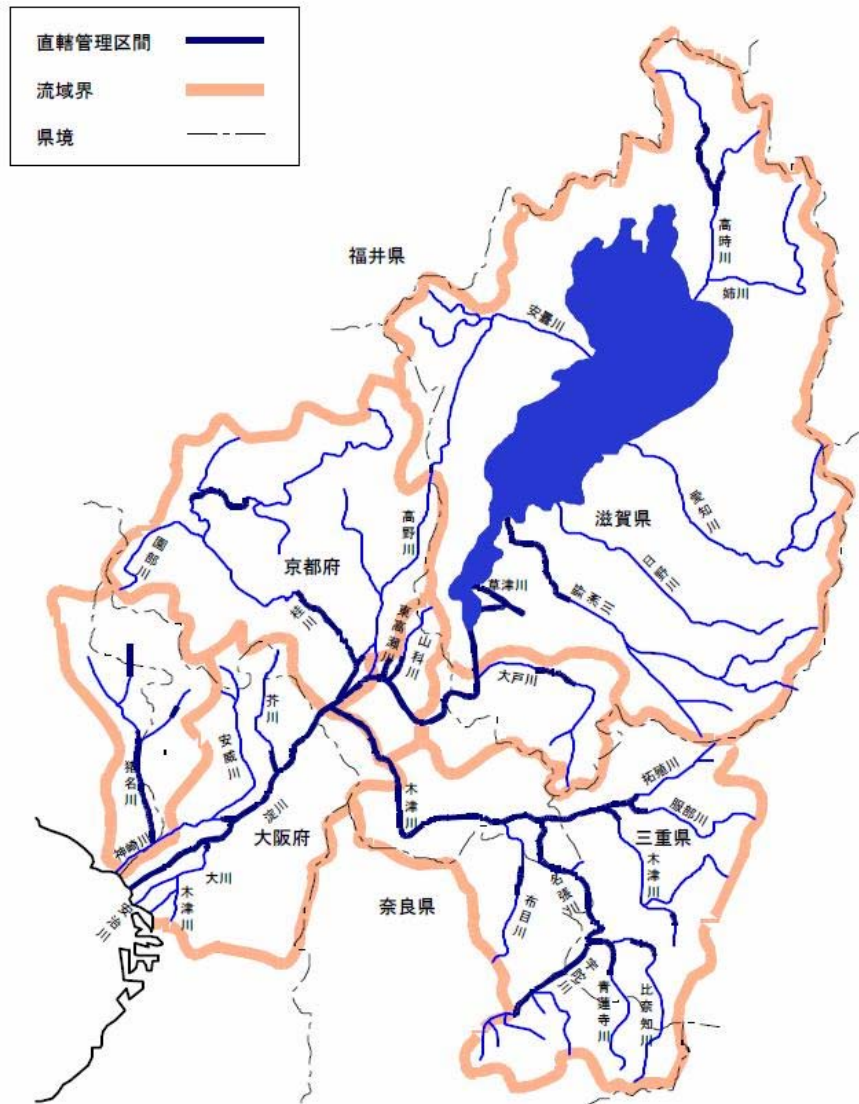 直轄管理区間
流域界
県境
福井県
高時川
姉川
安曇川
滋賀県
愛知川
日野川
高野川
園部川
京都府
桂川
東高瀬川
山科川
草津川
大戸川
芥川
安威川
猪名川
淀川
木津川
拓殖川
服部川
神崎川
大阪府
三重県
大川
木津川
木津川
安治川
奈良県
布目川
名張川
宇陀川
青蓮寺川
比奈知川